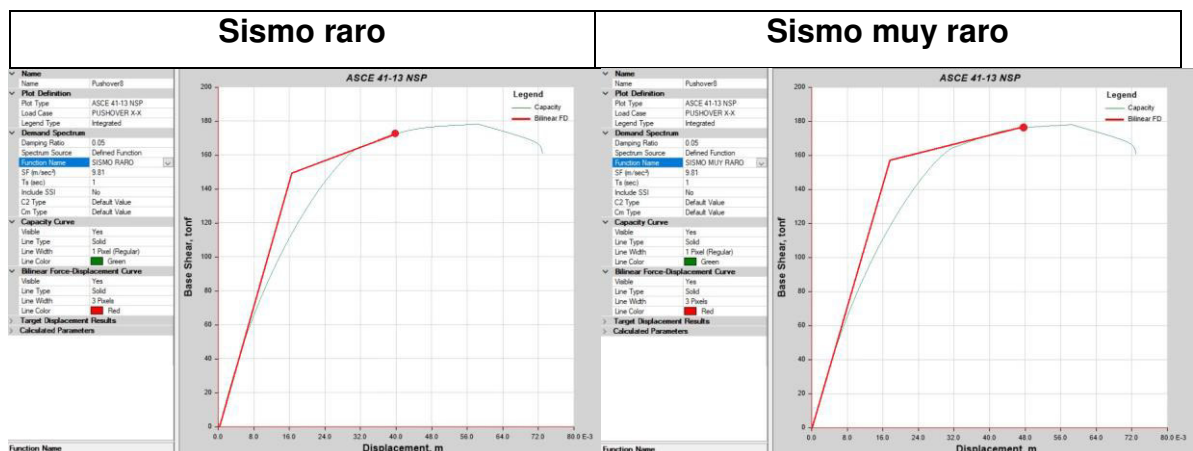 Sismo raro
Sismo muy raro
Name
Name Pushover8
Plot Definition
Plot Type ASCE 41-13 NSP
Load Case PUSHOVER X-X
Legend Type Integrated
Demand Spectrum
Damping Ratio 0.05
Spectrum Source Defined Function
Function Name SISMO RARO
SF (m/sec²) 9.81
Ts (sec) 1
Include SSI No
C2 Type Default Value
Cm Type Default Value
Capacity Curve
Visible Yes
Line Type Solid
Line Width 1 Pixel (Regular)
Line Color Green
Bilinear Force-Displacement Curve
Visible Yes
Line Type Solid
Line Width 3 Pixels
Line Color Red
Target Displacement Results
Calculated Parameters
Function Name
ASCE 41-13 NSP
Legend
Capacity
Bilinear FD
Base Shear, tonf
200
180
160
140
120
100
80
60
40
20
0
0.0 8.0 16.0 24.0 32.0 40.0 48.0 56.0 64.0 72.0 80.0 E-3
Displacement, m
Name
Name Pushover8
Plot Definition
Plot Type ASCE 41-13 NSP
Load Case PUSHOVER X-X
Legend Type Integrated
Demand Spectrum
Damping Ratio 0.05
Spectrum Source Defined Function
Function Name SISMO MUY RARO
SF (m/sec²) 9.81
Ts (sec) 1
Include SSI No
C2 Type Default Value
Cm Type Default Value
Capacity Curve
Visible Yes
Line Type Solid
Line Width 1 Pixel (Regular)
Line Color Green
Bilinear Force-Displacement Curve
Visible Yes
Line Type Solid
Line Width 3 Pixels
Line Color Red
Target Displacement Results
Calculated Parameters
Function Name
ASCE 41-13 NSP
Legend
Capacity
Bilinear FD
Base Shear, tonf
200
180
160
140
120
100
80
60
40
20
0
0.0 8.0 16.0 24.0 32.0 40.0 48.0 56.0 64.0 72.0 80.0 E-3
Displacement, m